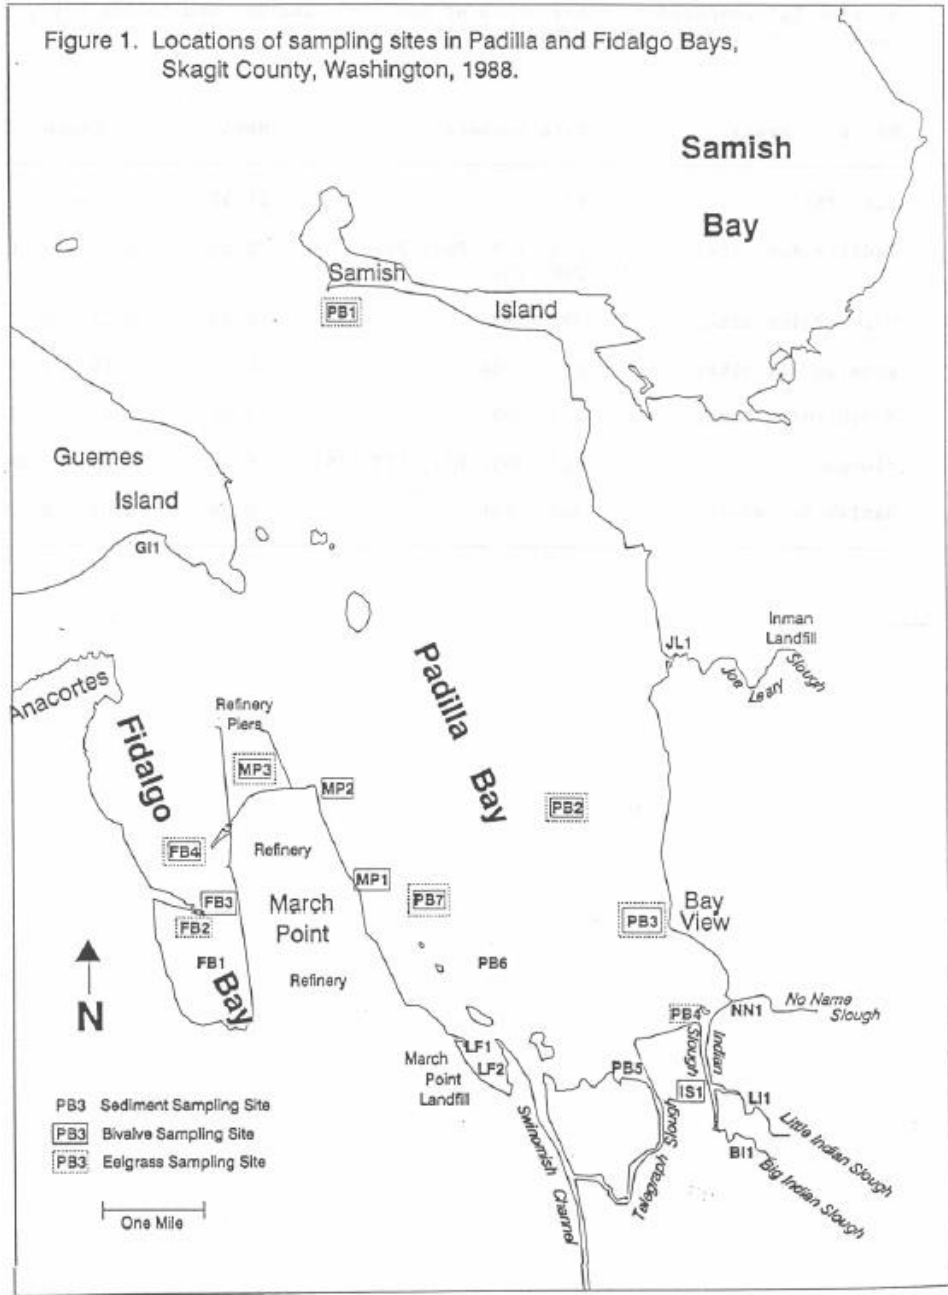 Figure 1. Locations of sampling sites in Padilla and Fidalgo Bays,
Skagit County, Washington, 1988.
Samish
Bay
Samish
Island
PB1
Guemes
Island
GI1
Inman
Landfill
JL1
Joe
Leary
Slough
Anacortes
Padilla
Bay
Refinery
Piers
Fidalgo
Bay
MP3
MP2
PB2
FB4
Refinery
MP1
FB3
March
Point
PB7
Bay
View
PB3
FB2
FB1
Refinery
PB6
N
No Name
Slough
NN1
PB4
Indian
Slough
LF1
LF2
March
Point
Landfill
PB5
IS1
LI1
Little Indian Slough
BI1
Big Indian Slough
Telegraph Slough
Swinomish
Channel
PB3 Sediment Sampling Site
PB3 Bivalve Sampling Site
PB3 Eelgrass Sampling Site
One Mile